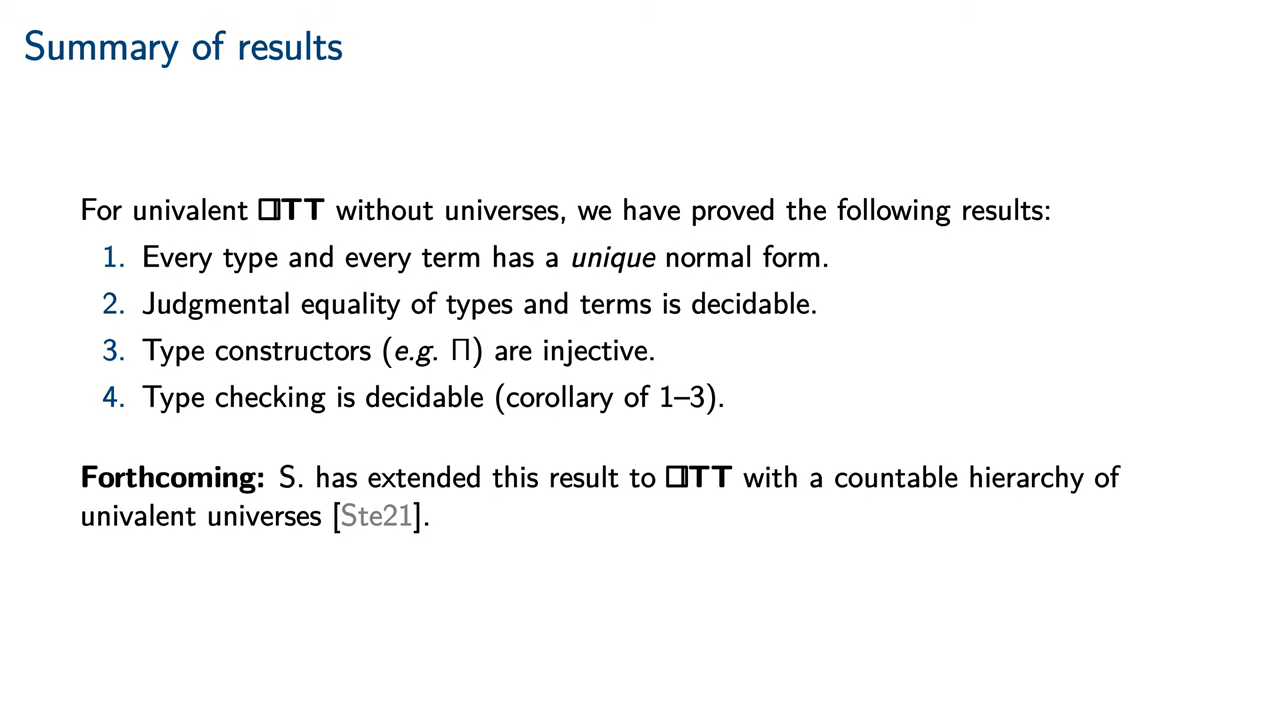 Summary of results
For univalent □TT without universes, we have proved the following results:
1. Every type and every term has a unique normal form.
2. Judgmental equality of types and terms is decidable.
3. Type constructors (e.g. Π) are injective.
4. Type checking is decidable (corollary of 1–3).
Forthcoming: S. has extended this result to □TT with a countable hierarchy of
univalent universes [Ste21].